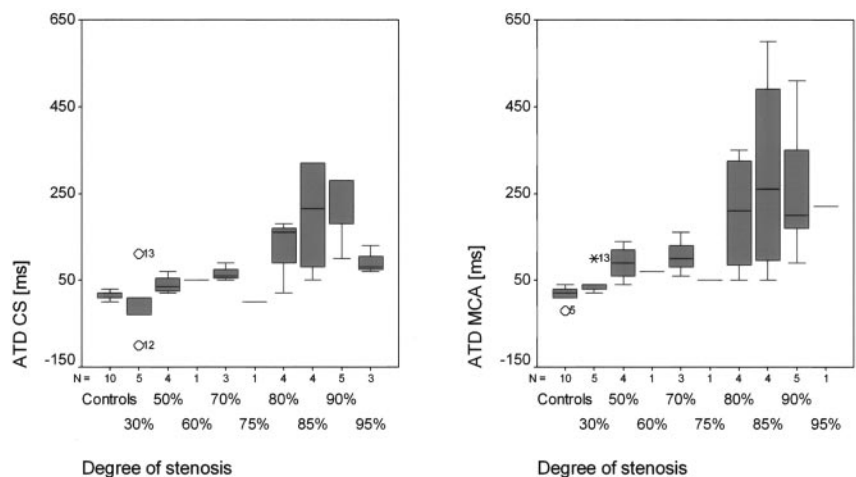 650
450
250
50
-150
ATD CS [ms]
13
12
N = 10 5 4 1 3 1 4 4 5 3
Controls 50% 70% 80% 90%
30% 60% 75% 85% 95%
Degree of stenosis
650
450
250
50
-150
ATD MCA [ms]
13
5
N = 10 5 4 1 3 1 4 4 5 1
Controls 50% 70% 80% 90%
30% 60% 75% 85% 95%
Degree of stenosis